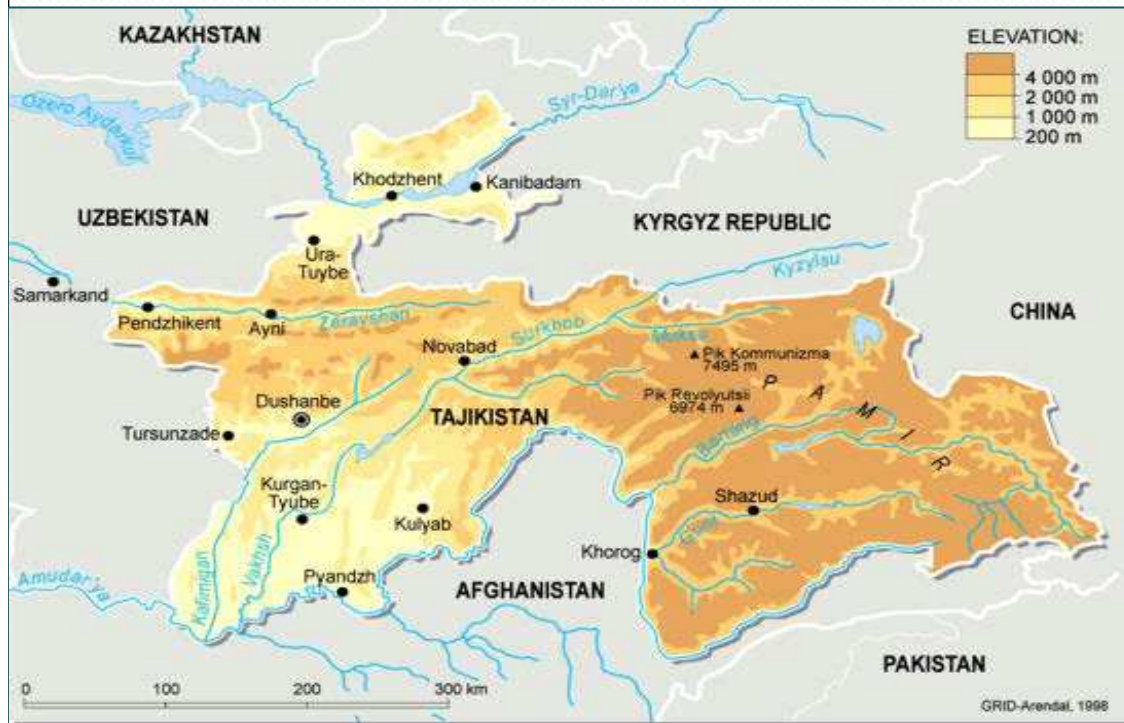 KAZAKHSTAN
ELEVATION:
4 000 m
2 000 m
1 000 m
200 m
Ozero Aydarkul
Syr-Dar'ya
Khodzhent
Kanibadam
UZBEKISTAN
KYRGYZ REPUBLIC
Ura-
Tuybe
Kyzylsu
Samarkand
Pendzhikent
Ayni
Zeravshan
CHINA
Surkhob
Muksu
Novabad
Pik Kommunizma
7495 m
PAMIR
Pik Revolyutsii
6974 m
Dushanbe
TAJIKISTAN
Tursunzade
Bartang
Kurgan-
Tyube
Kulyab
Shazud
Gunt
Khorog
Kafirnigan
Vakhsh
Amudar'ya
Pyandzh
AFGHANISTAN
PAKISTAN
0 100 200 300 km
GRID-Arendal, 1998